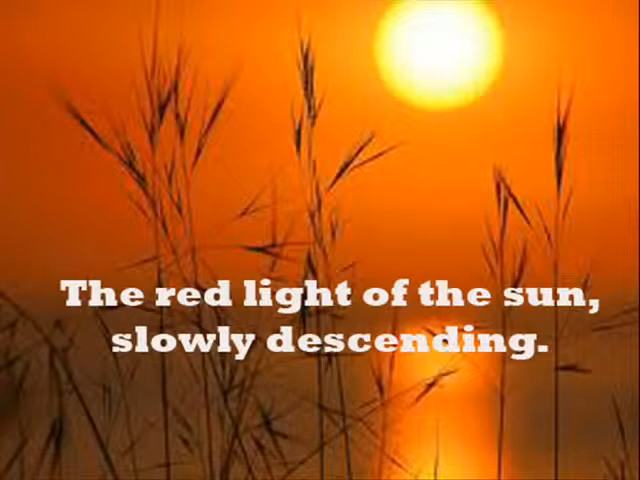 The red light of the sun,
slowly descending.